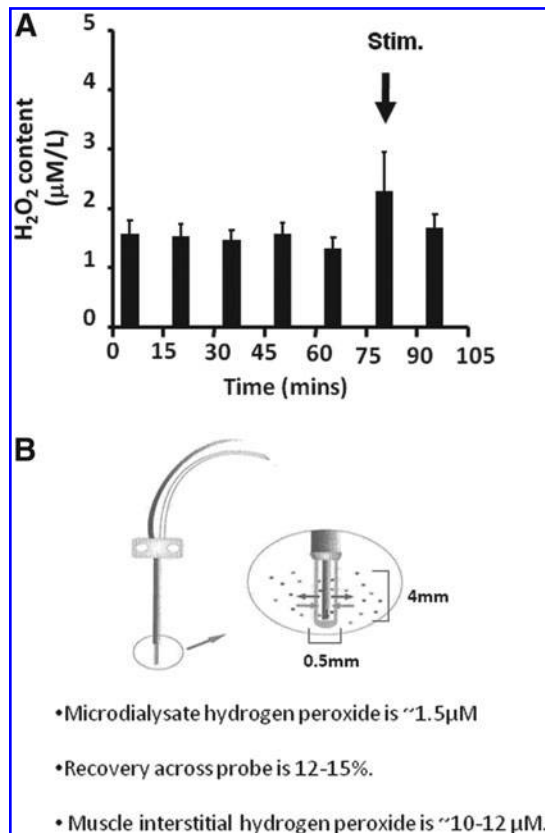 A
Stim.
H₂O₂ content
(µM/L)
5
4
3
2
1
0
0 15 30 45 60 75 90 105
Time (mins)
B
4mm
0.5mm
•Microdialysate hydrogen peroxide is ~1.5µM
•Recovery across probe is 12-15%.
• Muscle interstitial hydrogen peroxide is ~10-12 µM.